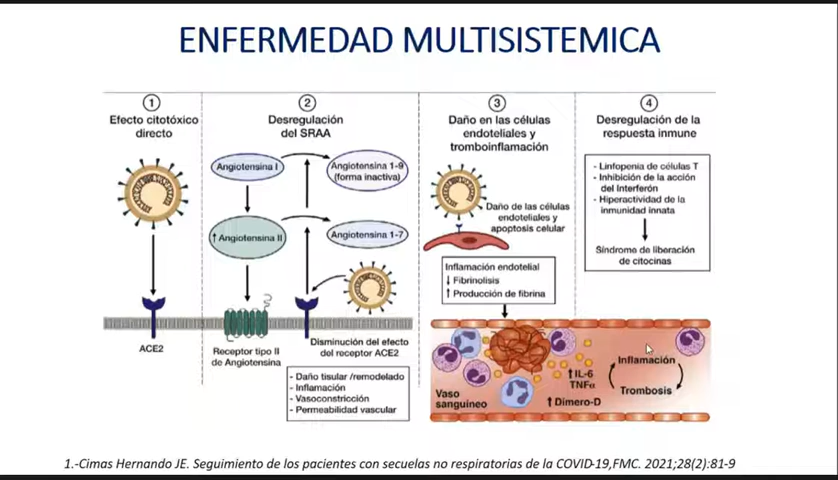 ENFERMEDAD MULTISISTEMICA
1
Efecto citotóxico
directo
ACE2
2
Desregulación
del SRAA
Angiotensina I
Angiotensina 1-9
(forma inactiva)
↑ Angiotensina II
Angiotensina 1-7
Receptor tipo II
de Angiotensina
Disminución del efecto
del receptor ACE2
- Daño tisular /remodelado
- Inflamación
- Vasoconstricción
- Permeabilidad vascular
3
Daño en las células
endoteliales y
tromboinflamación
Daño de las células
endoteliales y
apoptosis celular
Inflamación endotelial
↓ Fibrinolisis
↑ Producción de fibrina
Vaso
sanguíneo
↑IL-6
TNFα
↑ Dimero-D
Inflamación
Trombosis
4
Desregulación de la
respuesta inmune
- Linfopenia de células T
- Inhibición de la acción
del Interferón
- Hiperactividad de la
inmunidad innata
Síndrome de liberación
de citocinas
1.-Cimas Hernando JE. Seguimiento de los pacientes con secuelas no respiratorias de la COVID-19,FMC. 2021;28(2):81-9